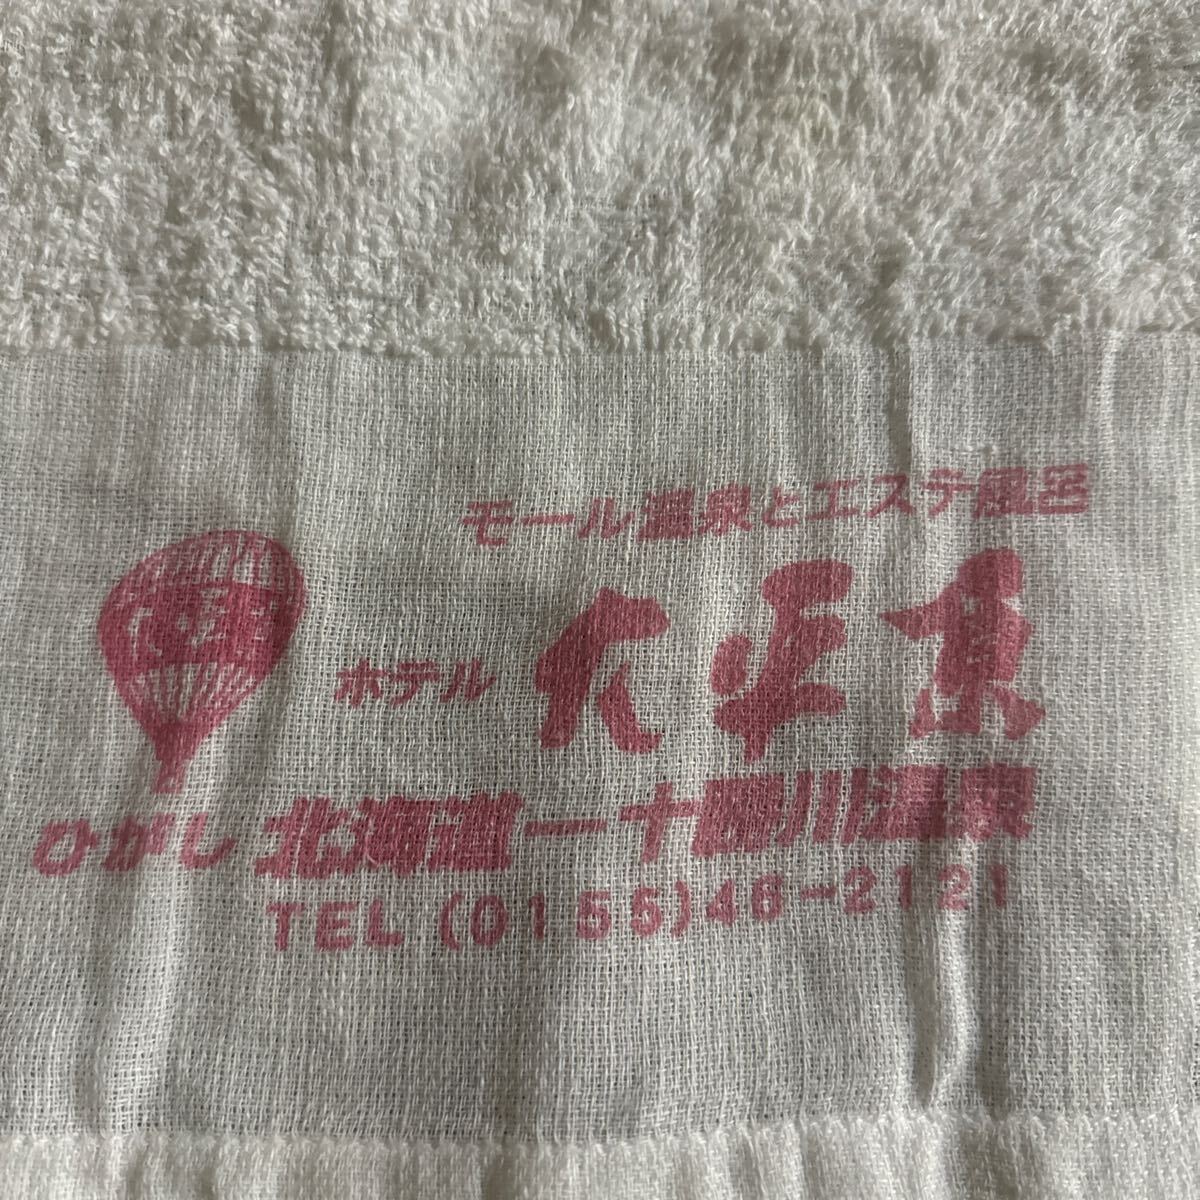 モール温泉とエステ風呂
ホテル 大平原
ひがし北海道一十勝川温泉
TEL (0155)46-2121